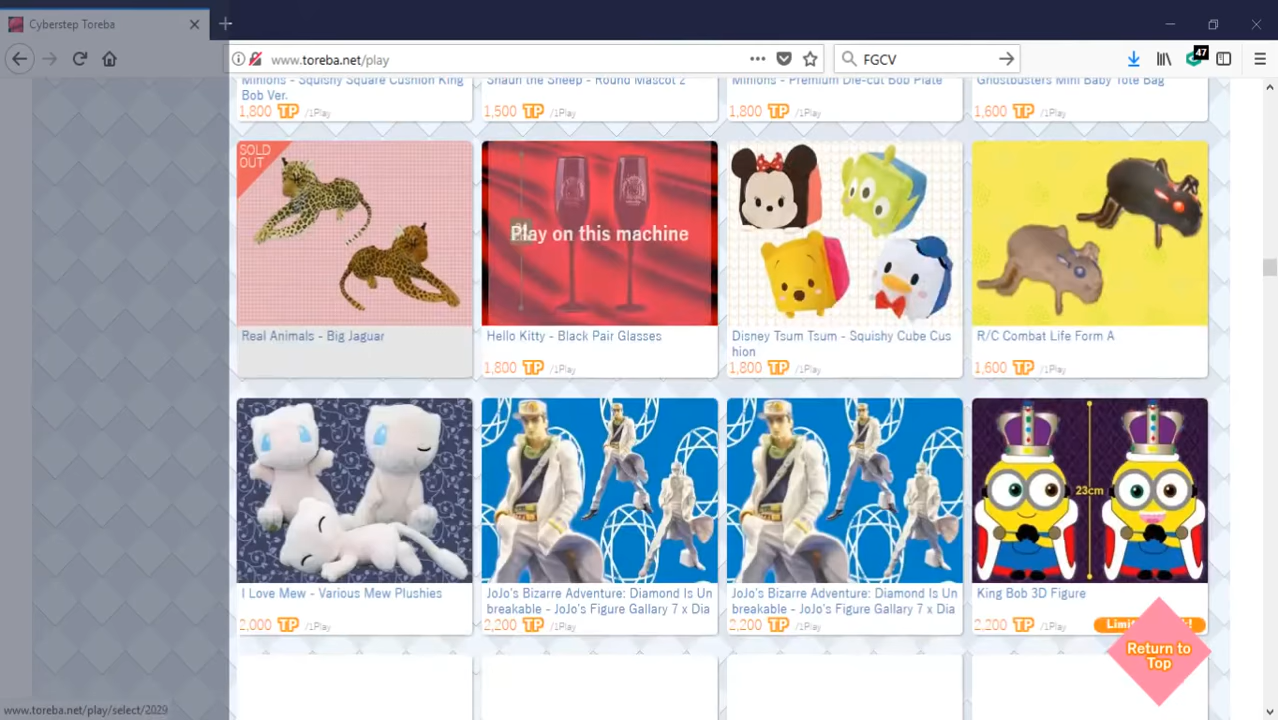 Cyberstep Toreba
www.toreba.net/play
FGCV
47
Minions - Squishy Square Cushion King
Bob Ver.
1,800 TP /1Play
Shaun the Sheep - Round Mascot 2
1,500 TP /1Play
Minions - Premium Die-cut Bob Plate
1,800 TP /1Play
Ghostbusters Mini Baby Tote Bag
1,600 TP /1Play
SOLD
OUT
Real Animals - Big Jaguar
Play on this machine
Hello Kitty - Black Pair Glasses
1,800 TP /1Play
Disney Tsum Tsum - Squishy Cube Cus
hion
1,800 TP /1Play
R/C Combat Life Form A
1,600 TP /1Play
I Love Mew - Various Mew Plushies
2,000 TP /1Play
JoJo's Bizarre Adventure: Diamond Is Un
breakable - JoJo's Figure Gallary 7 x Dia
2,200 TP /1Play
JoJo's Bizarre Adventure: Diamond Is Un
breakable - JoJo's Figure Gallary 7 x Dia
2,200 TP /1Play
23cm
King Bob 3D Figure
2,200 TP /1Play
Return to
Top
www.toreba.net/play/select/2029